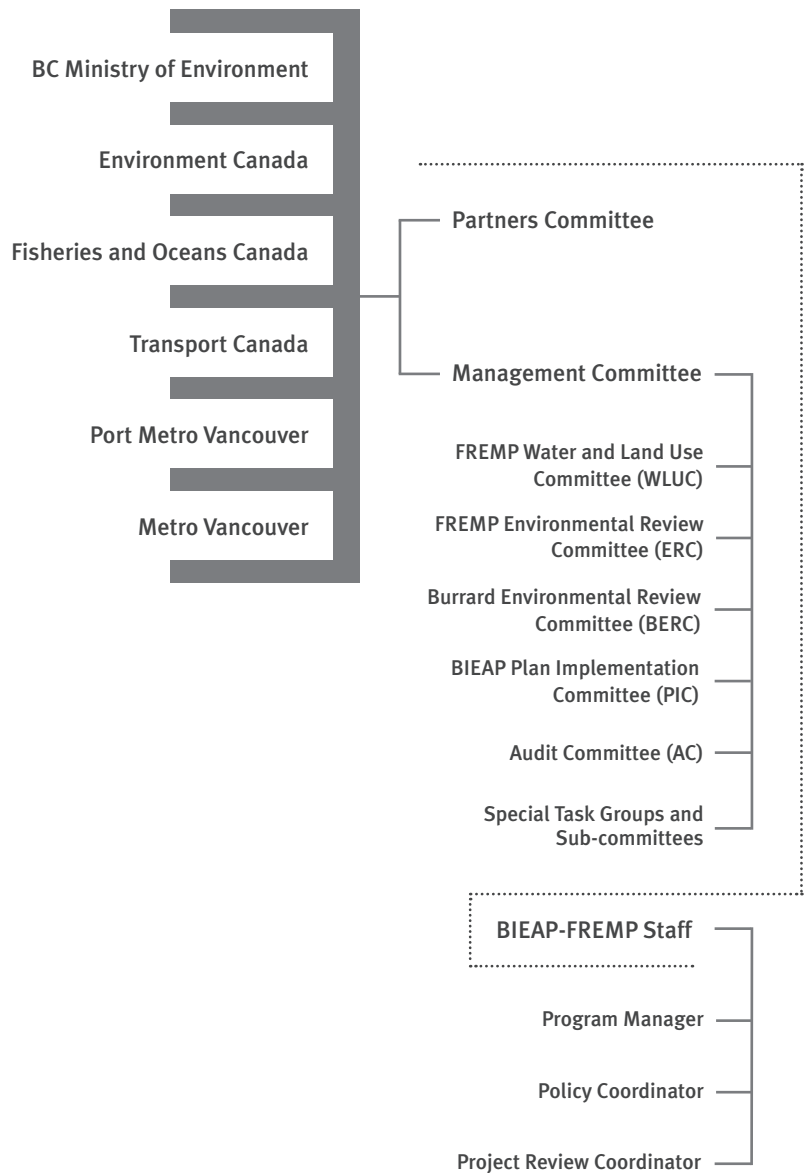 BC Ministry of Environment
Environment Canada
Fisheries and Oceans Canada
Transport Canada
Port Metro Vancouver
Metro Vancouver
Partners Committee
Management Committee
FREMP Water and Land Use
Committee (WLUC)
FREMP Environmental Review
Committee (ERC)
Burrard Environmental Review
Committee (BERC)
BIEAP Plan Implementation
Committee (PIC)
Audit Committee (AC)
Special Task Groups and
Sub-committees
BIEAP-FREMP Staff
Program Manager
Policy Coordinator
Project Review Coordinator